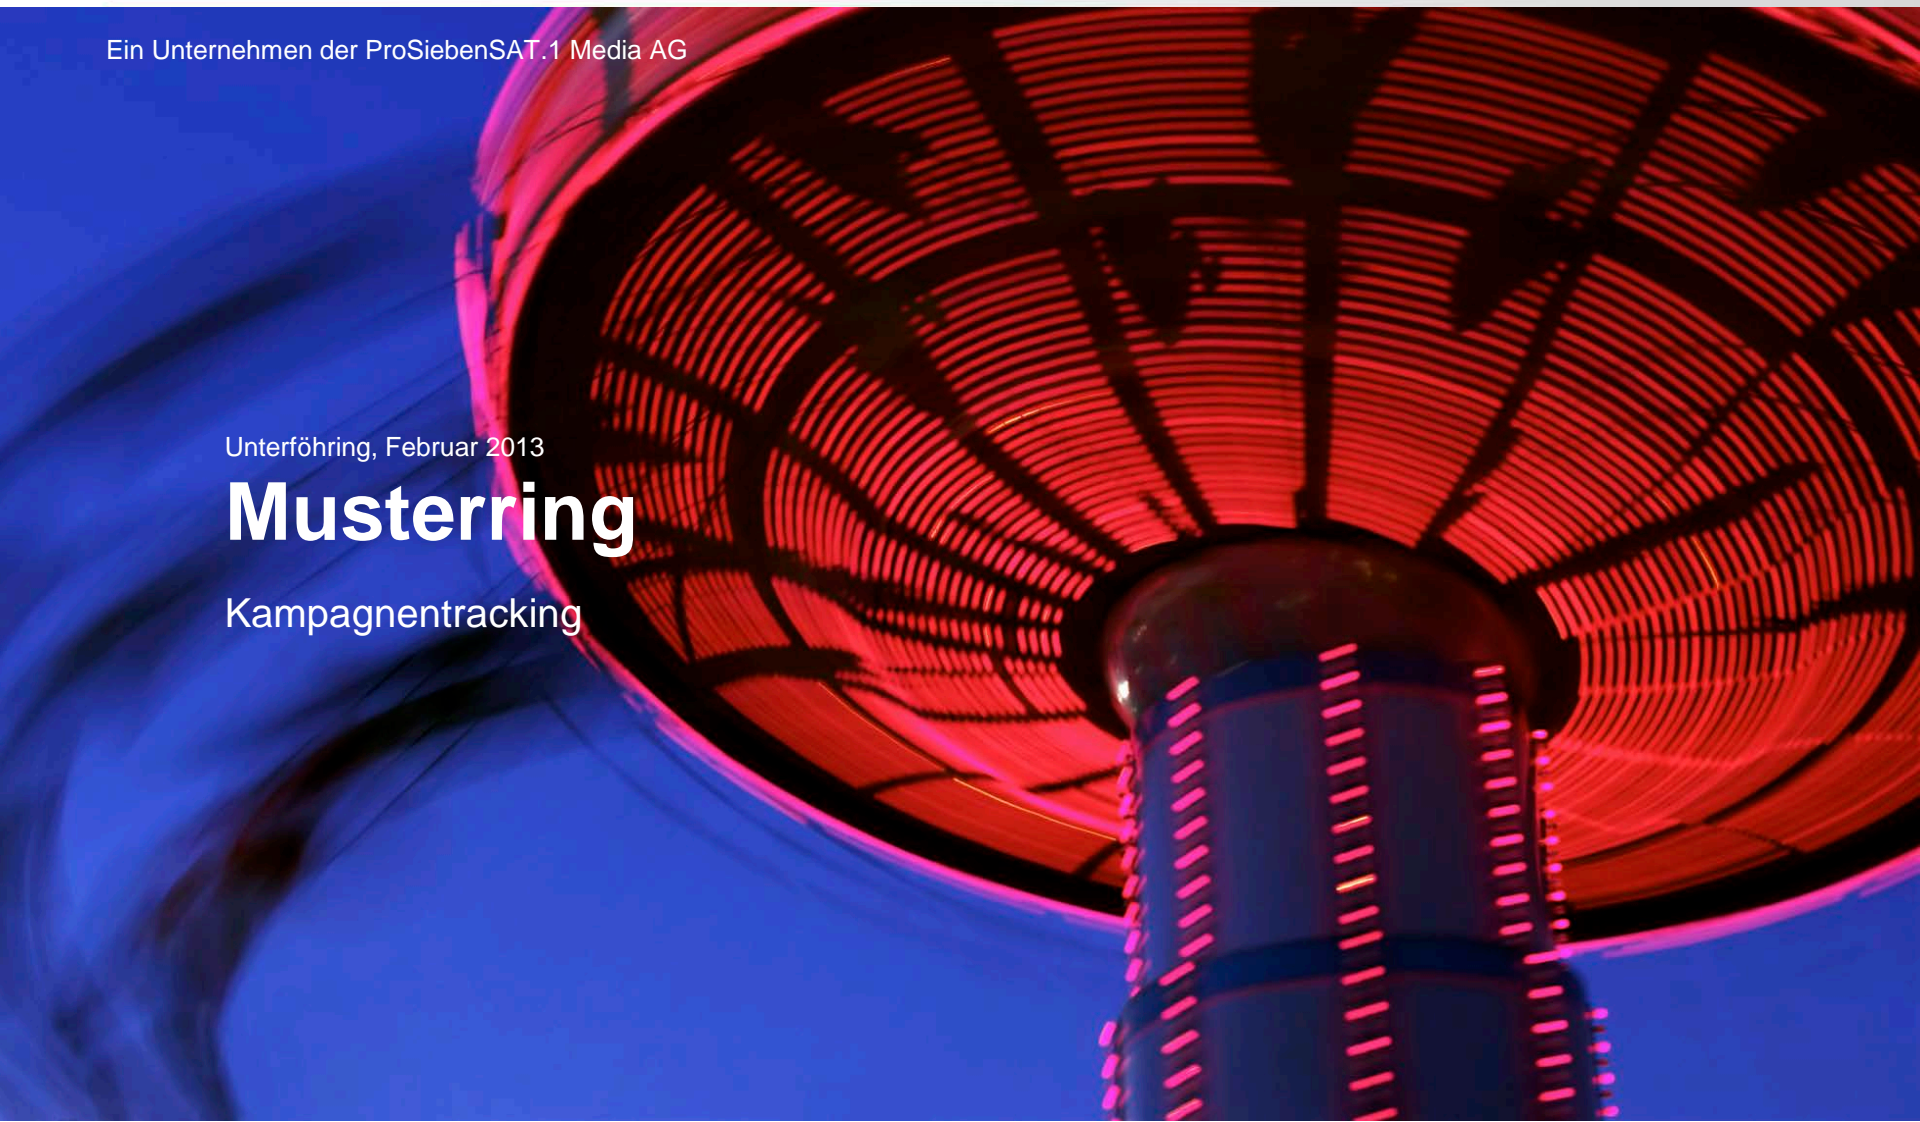 Ein Unternehmen der ProSiebenSAT.1 Media AG
Unterföhring, Februar 2013
Musterring
Kampagnentracking